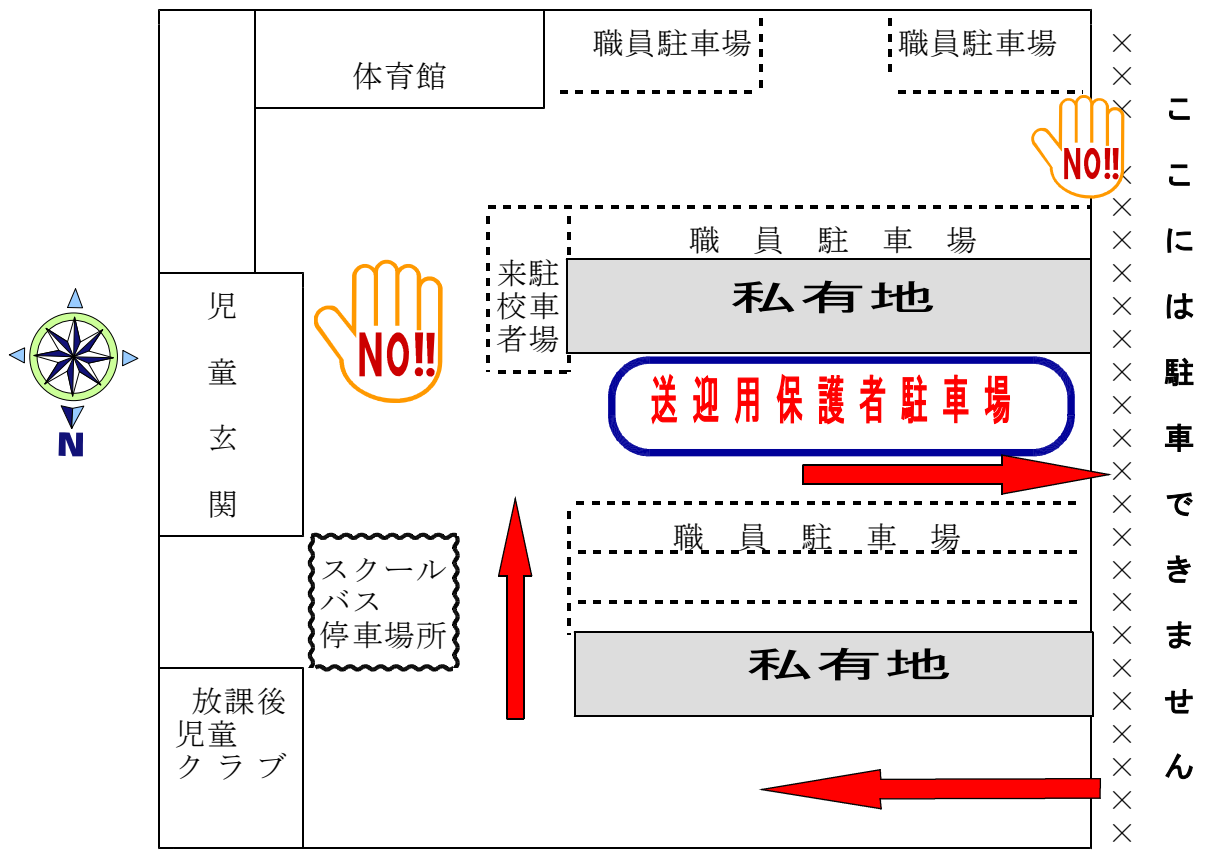 体育館
職員駐車場
職員駐車場
NO!!
職員駐車場
来校者
駐車場
私有地
児童玄関
NO!!
送迎用保護者駐車場
N
職員駐車場
スクール
バス
停車場所
私有地
放課後
児童
クラブ
××××××××××××××××××××××××
ここには駐車できません